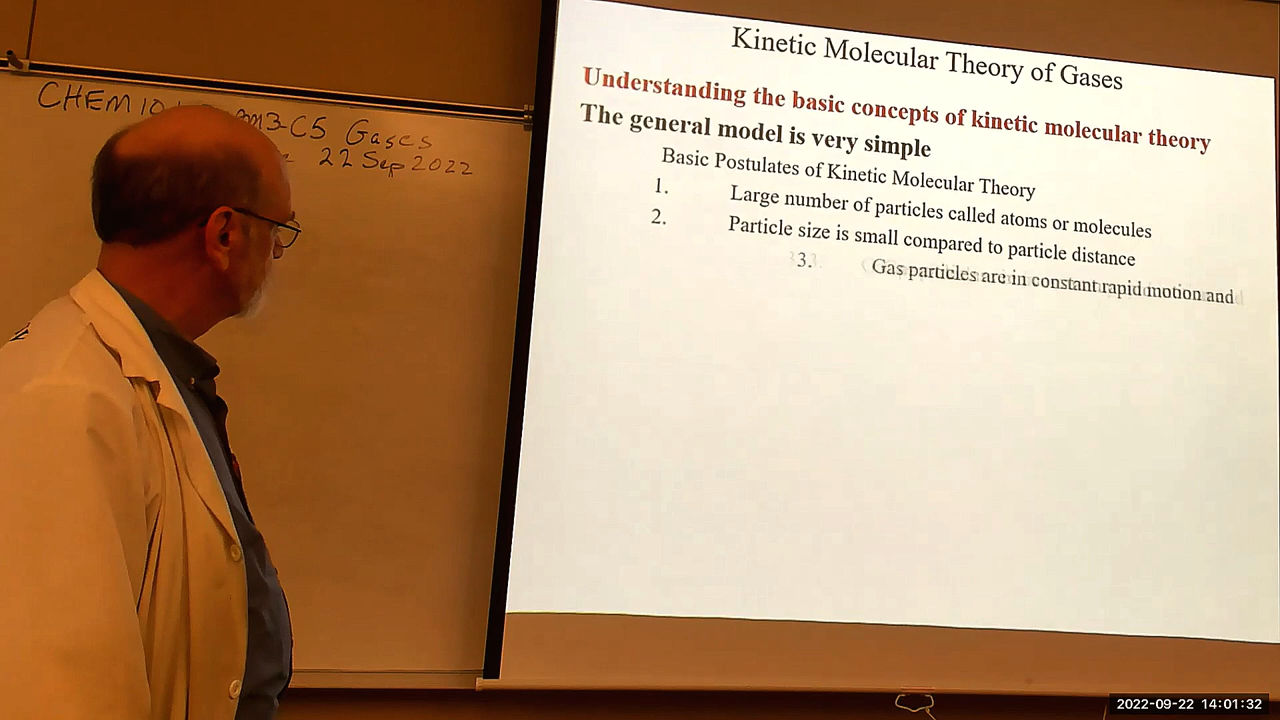 CHEM 10 m3-C5 Gases
22 Sep 2022
Kinetic Molecular Theory of Gases
Understanding the basic concepts of kinetic molecular theory
The general model is very simple
Basic Postulates of Kinetic Molecular Theory
1. Large number of particles called atoms or molecules
2. Particle size is small compared to particle distance
3. Gas particles are in constant rapid motion and
2022-09-22 14:01:32